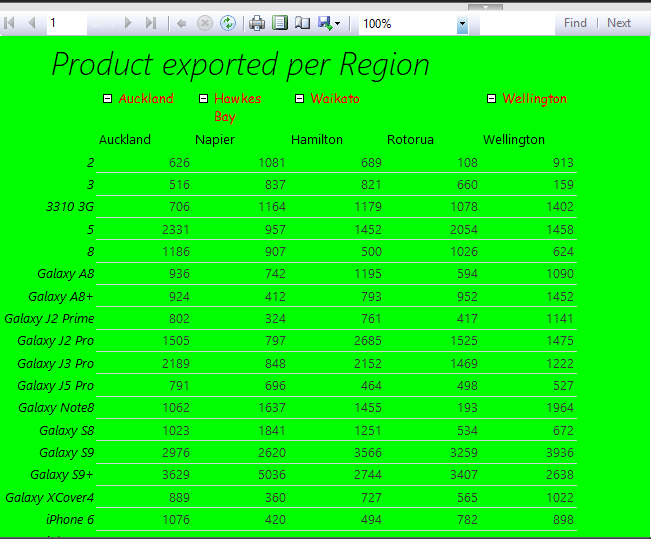 1 100% Find | Next
Product exported per Region
Auckland Hawkes Bay Waikato Wellington
Auckland Napier Hamilton Rotorua Wellington
2 626 1081 689 108 913
3 516 837 821 660 159
3310 3G 706 1164 1179 1078 1402
5 2331 957 1452 2054 1458
8 1186 907 500 1026 624
Galaxy A8 936 742 1195 594 1090
Galaxy A8+ 924 412 793 952 1452
Galaxy J2 Prime 802 324 761 417 1141
Galaxy J2 Pro 1505 797 2685 1525 1475
Galaxy J3 Pro 2189 848 2152 1469 1222
Galaxy J5 Pro 791 696 464 498 527
Galaxy Note8 1062 1637 1455 193 1964
Galaxy S8 1023 1841 1251 534 672
Galaxy S9 2976 2620 3566 3259 3936
Galaxy S9+ 3629 5036 2744 3407 2638
Galaxy XCover4 889 360 727 565 1022
iPhone 6 1076 420 494 782 898